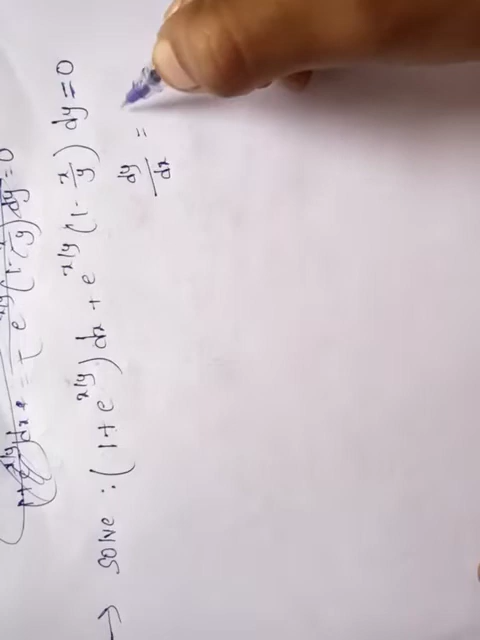 → solve : (1+e^{x/y}) dx + e^{x/y} (1 - x/y) dy = 0
dy/dx =